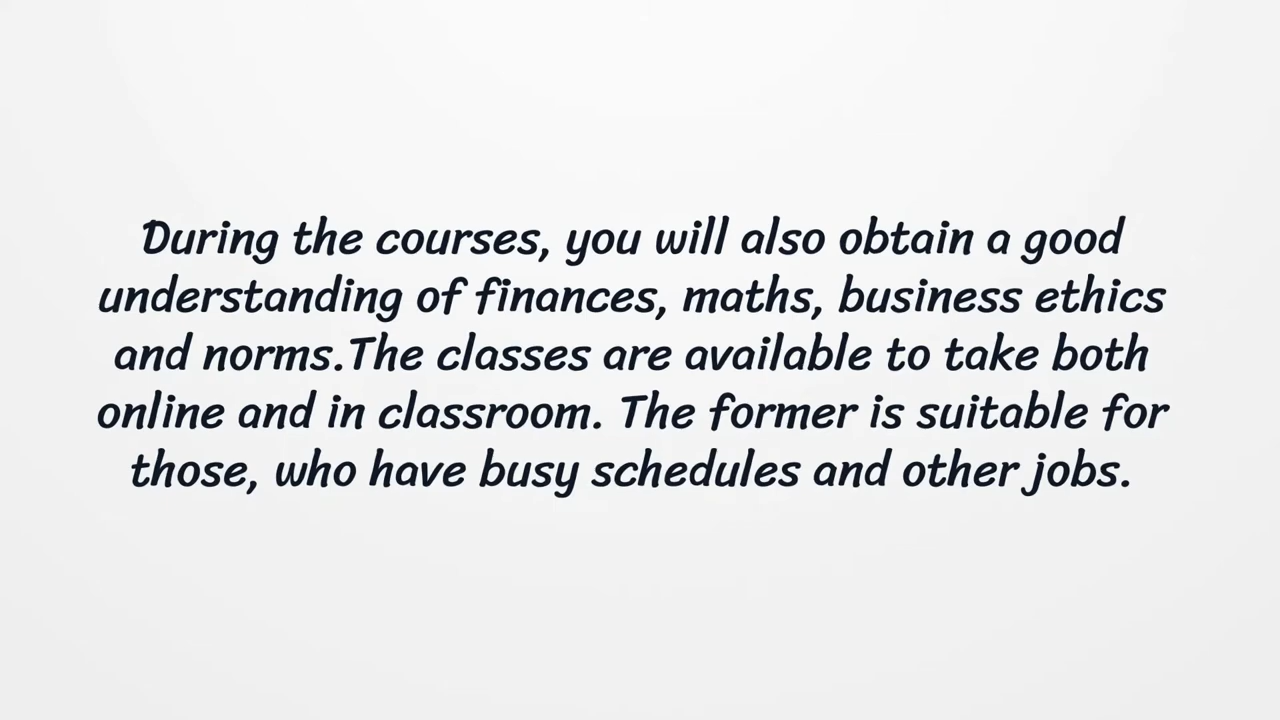 During the courses, you will also obtain a good
understanding of finances, maths, business ethics
and norms.The classes are available to take both
online and in classroom. The former is suitable for
those, who have busy schedules and other jobs.